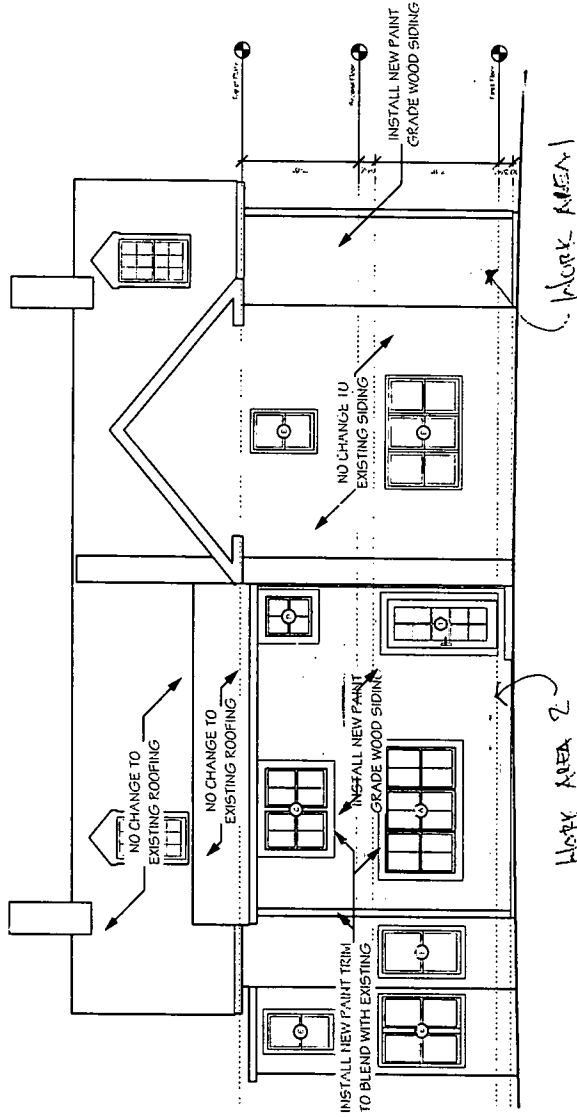 NO CHANGE TO
EXISTING ROOFING
NO CHANGE TO
EXISTING ROOFING
INSTALL NEW PAINT TRIM
TO BLEND WITH EXISTING
INSTALL NEW PAINT
GRADE WOOD SIDING
NO CHANGE TO
EXISTING SIDING
INSTALL NEW PAINT
GRADE WOOD SIDING
WORK AREA 2
WORK AREA 1